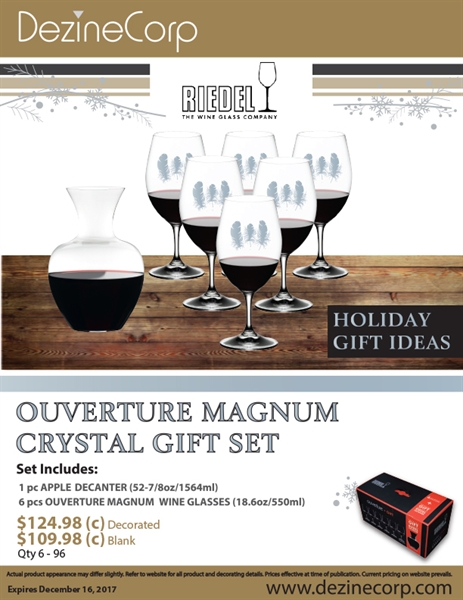 DezineCorp
RIEDEL
THE WINE GLASS COMPANY
HOLIDAY
GIFT IDEAS
OUVERTURE MAGNUM
CRYSTAL GIFT SET
Set Includes:
1 pc APPLE DECANTER (52-7/8oz/1564ml)
6 pcs OUVERTURE MAGNUM WINE GLASSES (18.6oz/550ml)
$124.98 (c) Decorated
$109.98 (c) Blank
Qty 6 - 96
Actual product appearance may differ slightly. Refer to website for all product and decorating details. Prices effective at time of publication. Current pricing on website prevails.
Expires December 16, 2017
www.dezinecorp.com